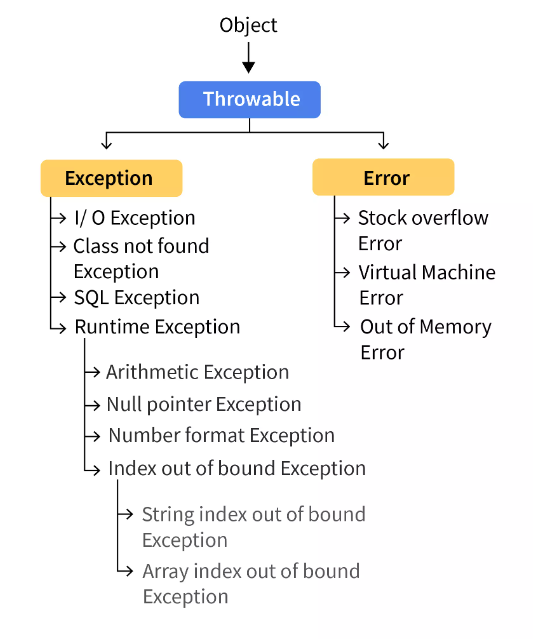 Object
Throwable
Exception
I/ O Exception
Class not found
Exception
SQL Exception
Runtime Exception
Arithmetic Exception
Null pointer Exception
Number format Exception
Index out of bound Exception
String index out of bound
Exception
Array index out of bound
Exception
Error
Stock overflow
Error
Virtual Machine
Error
Out of Memory
Error